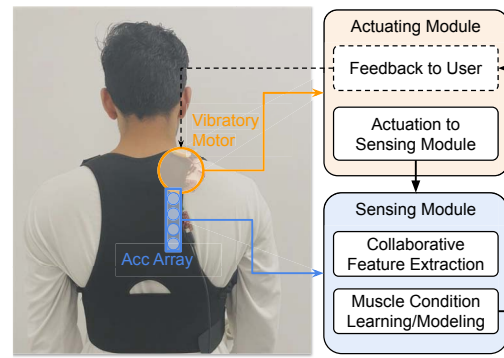 Actuating Module
Feedback to User
Vibratory
Motor
Actuation to
Sensing Module
Sensing Module
Collaborative
Feature Extraction
Acc Array
Muscle Condition
Learning/Modeling